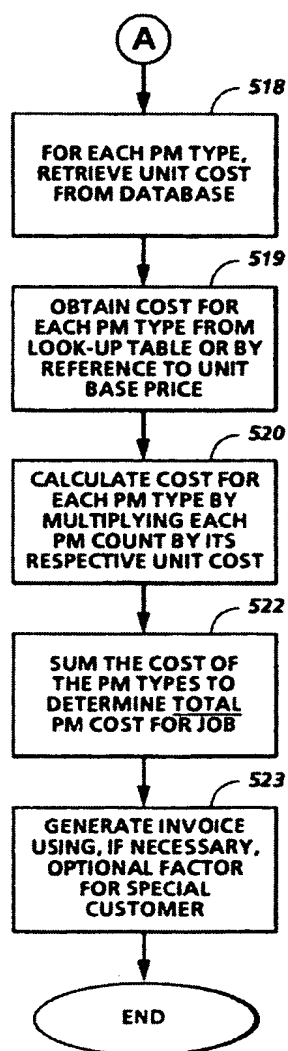 A
518
FOR EACH PM TYPE,
RETRIEVE UNIT COST
FROM DATABASE
519
OBTAIN COST FOR
EACH PM TYPE FROM
LOOK-UP TABLE OR BY
REFERENCE TO UNIT
BASE PRICE
520
CALCULATE COST FOR
EACH PM TYPE BY
MULTIPLYING EACH
PM COUNT BY ITS
RESPECTIVE UNIT COST
522
SUM THE COST OF
THE PM TYPES TO
DETERMINE TOTAL
PM COST FOR JOB
523
GENERATE INVOICE
USING, IF NECESSARY,
OPTIONAL FACTOR
FOR SPECIAL
CUSTOMER
END